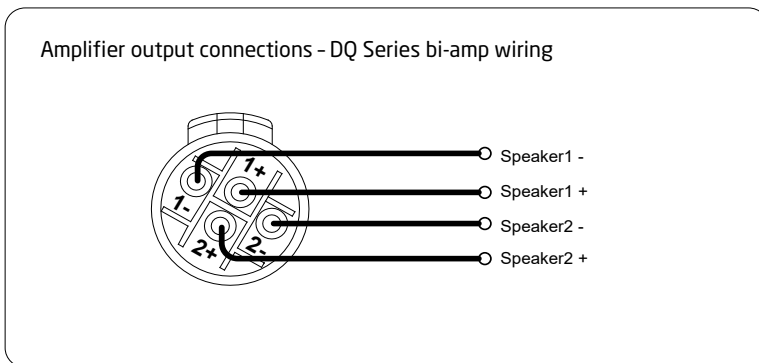 Amplifier output connections – DQ Series bi-amp wiring
Speaker1 -
1+
Speaker1 +
1-
Speaker2 -
2+
2-
Speaker2 +